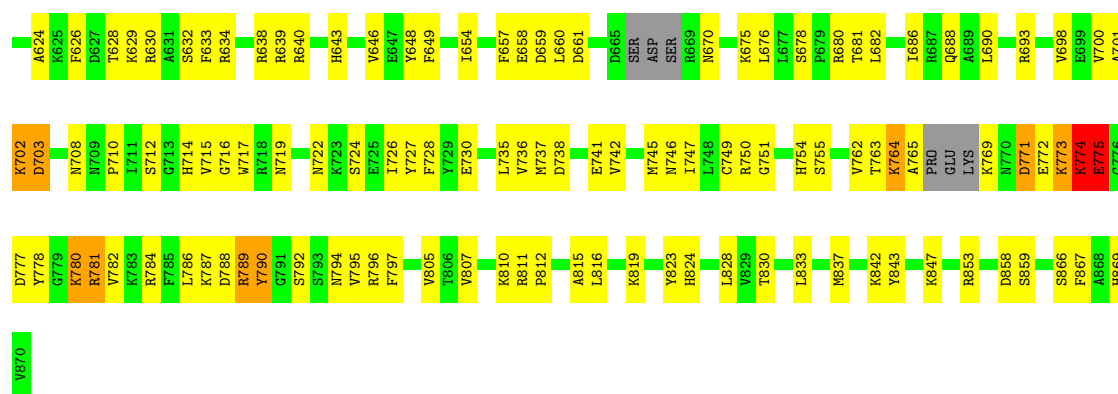 A624 K625 F626 D627 T628 K629 R630 A631 S632 F633 R634 R638 R639 R640 H643 V646 E647 Y648 F649 I654 F657 E658 D659 L660 D661 D665 SER ASP SER R669 N670 K675 L676 L677 S678 P679 R680 T681 L682 I686 R687 Q688 A689 L690 R693 V698 E699 V700 A701
K702 D703 N708 N709 P710 I711 S712 G713 H714 V715 G716 W717 R718 N719 N722 K723 S724 E725 I726 Y727 F728 Y729 E730 L735 V736 M737 D738 E741 V742 M745 N746 I747 L748 C749 R750 G751 H754 S755 V762 T763 K764 A765 PRO GLU LYS K769 N770 D771 E772 K773 K774 E775 G776
D777 Y778 G779 K780 R781 V782 K783 R784 F785 L786 K787 D788 R789 Y790 G791 S792 S793 N794 V795 R796 F797 V805 T806 V807 K810 R811 P812 A815 L816 K819 Y823 H824 L828 V829 T830 L833 M837 K842 Y843 K847 R853 D858 S859 S866 F867 A868 H869
V870